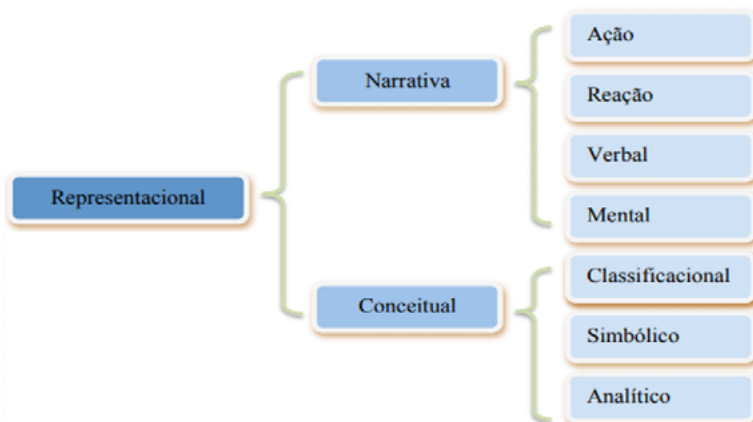 Representacional
Narrativa
Ação
Reação
Verbal
Mental
Conceitual
Classificacional
Simbólico
Analítico